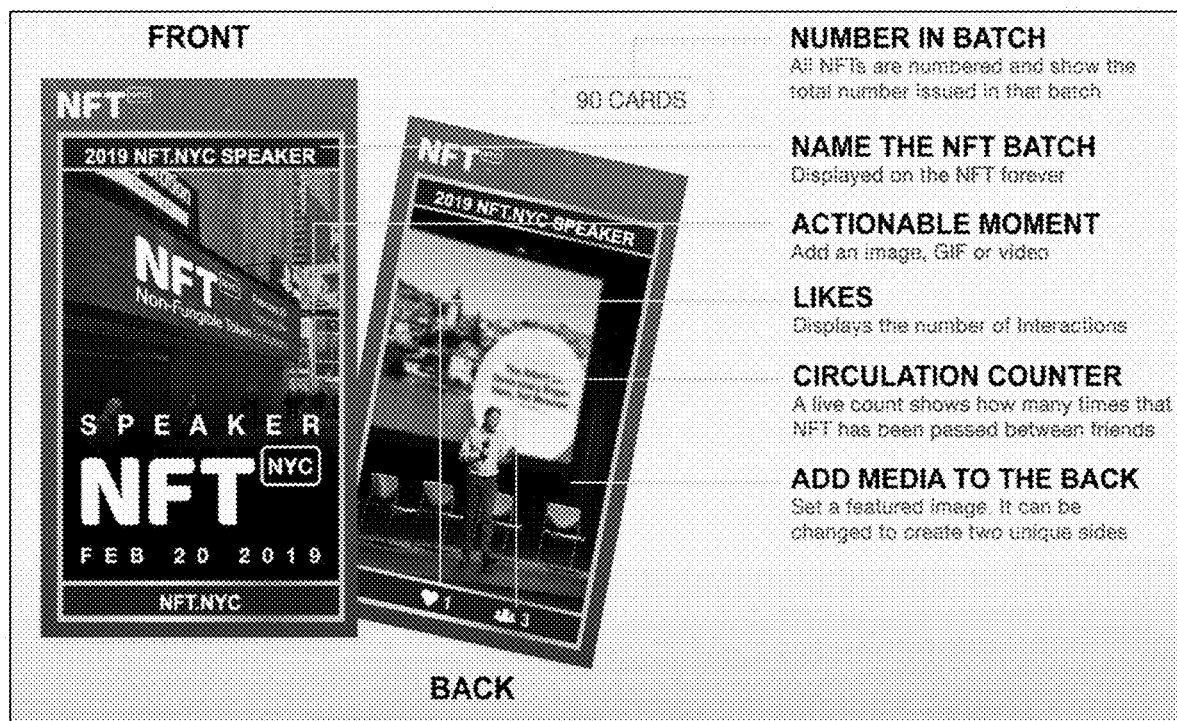 FRONT
NFT NYC
2019 NFT.NYC SPEAKER
NFT
Non-Fungible
SPEAKER
NFT NYC
FEB 20 2019
NFT.NYC
90 CARDS
NFT
2019 NFT.NYC SPEAKER
1
3
BACK
NUMBER IN BATCH
All NFTs are numbered and show the
total number issued in that batch
NAME THE NFT BATCH
Displayed on the NFT forever
ACTIONABLE MOMENT
Add an image, GIF or video
LIKES
Displays the number of Interactions
CIRCULATION COUNTER
A live count shows how many times that
NFT has been passed between friends
ADD MEDIA TO THE BACK
Set a featured image. It can be
changed to create two unique sides